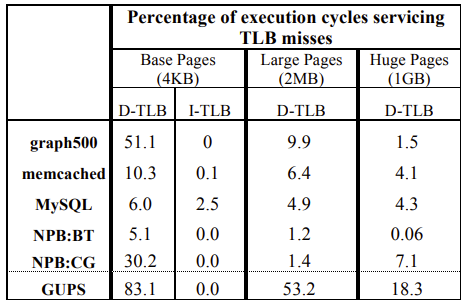 Percentage of execution cycles servicing
TLB misses
Base Pages Large Pages Huge Pages
(4KB) (2MB) (1GB)
D-TLB I-TLB D-TLB D-TLB
graph500 51.1 0 9.9 1.5
memcached 10.3 0.1 6.4 4.1
MySQL 6.0 2.5 4.9 4.3
NPB:BT 5.1 0.0 1.2 0.06
NPB:CG 30.2 0.0 1.4 7.1
GUPS 83.1 0.0 53.2 18.3